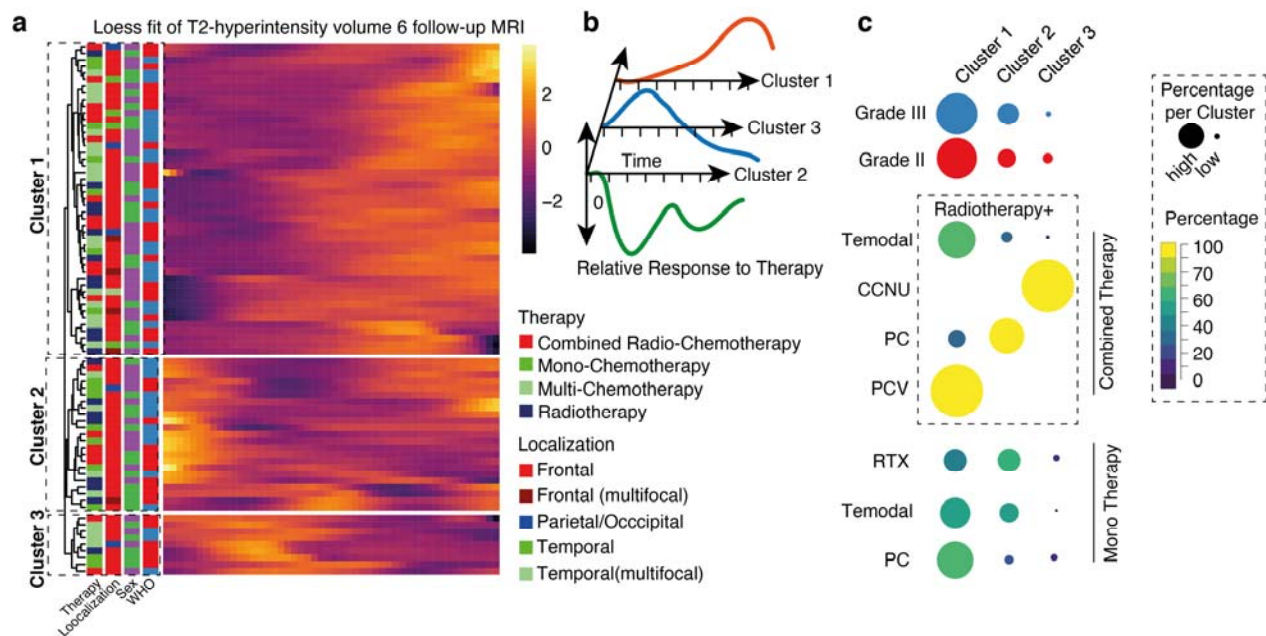 a
Loess fit of T2-hyperintensity volume 6 follow-up MRI
Cluster 1
Cluster 2
Cluster 3
Therapy
Loocalization
Sex
WHO
2
0
−2
b
Cluster 1
Cluster 3
Time
Cluster 2
0
Relative Response to Therapy
Therapy
Combined Radio-Chemotherapy
Mono-Chemotherapy
Multi-Chemotherapy
Radiotherapy
Localization
Frontal
Frontal (multifocal)
Parietal/Occcipital
Temporal
Temporal(multifocal)
c
Cluster 1
Cluster 2
Cluster 3
Grade III
Grade II
Radiotherapy+
Temodal
CCNU
PC
PCV
Combined Therapy
RTX
Temodal
PC
Mono Therapy
Percentage
per Cluster
high
low
Percentage
100
70
60
40
20
0